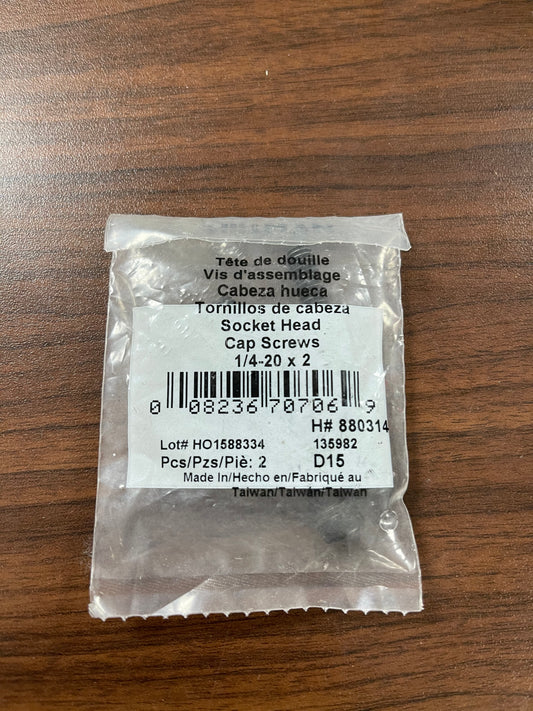 Tête de douille
Vis d'assemblage
Cabeza hueca
Tornillos de cabeza
Socket Head
Cap Screws
1/4-20 x 2
0 08236 70706 9
H# 880314
Lot# HO1588334 135982
Pcs/Pzs/Piè: 2 D15
Made In/Hecho en/Fabriqué au
Taiwan/Taiwán/Taiwan